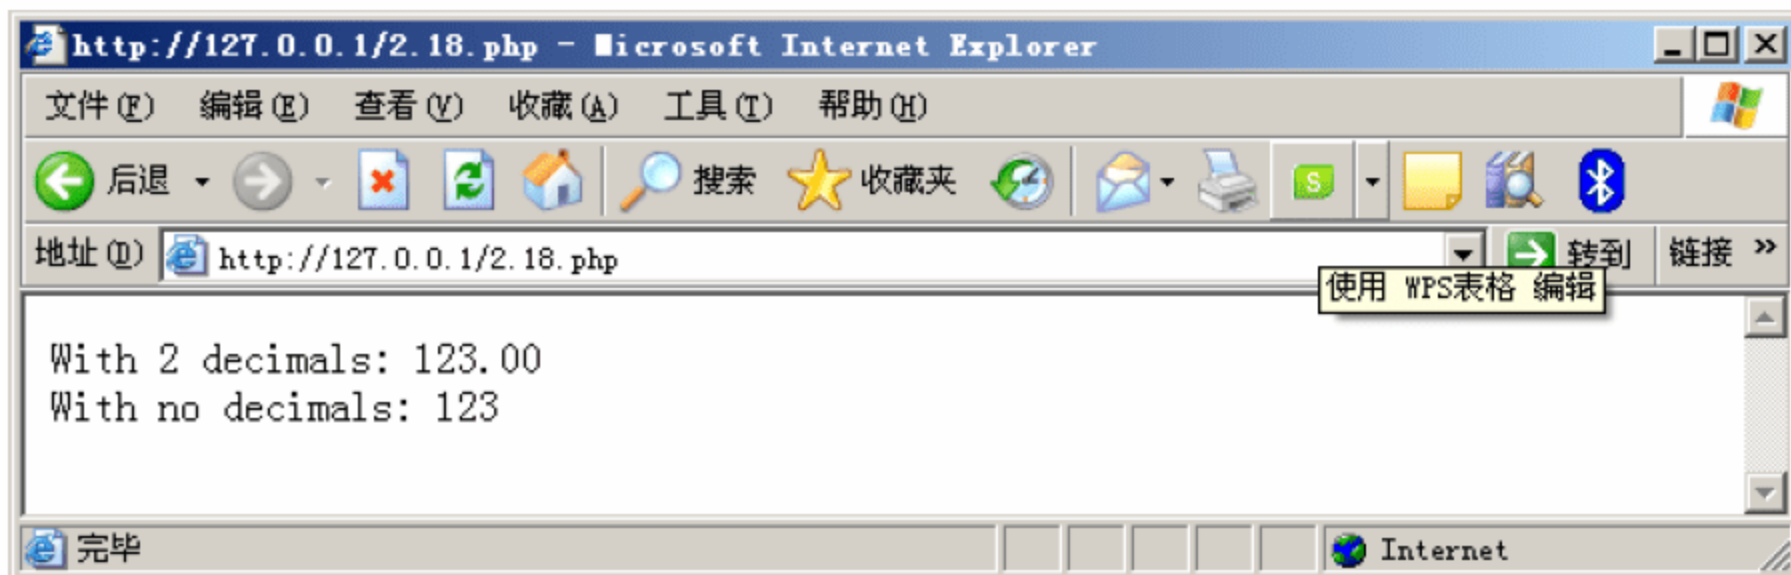 http://127.0.0.1/2.18.php - Microsoft Internet Explorer
文件(F) 编辑(E) 查看(V) 收藏(A) 工具(T) 帮助(H)
后退 搜索 收藏夹 S
地址(D) http://127.0.0.1/2.18.php 转到 链接 »
使用 WPS表格 编辑
With 2 decimals: 123.00
With no decimals: 123
完毕 Internet